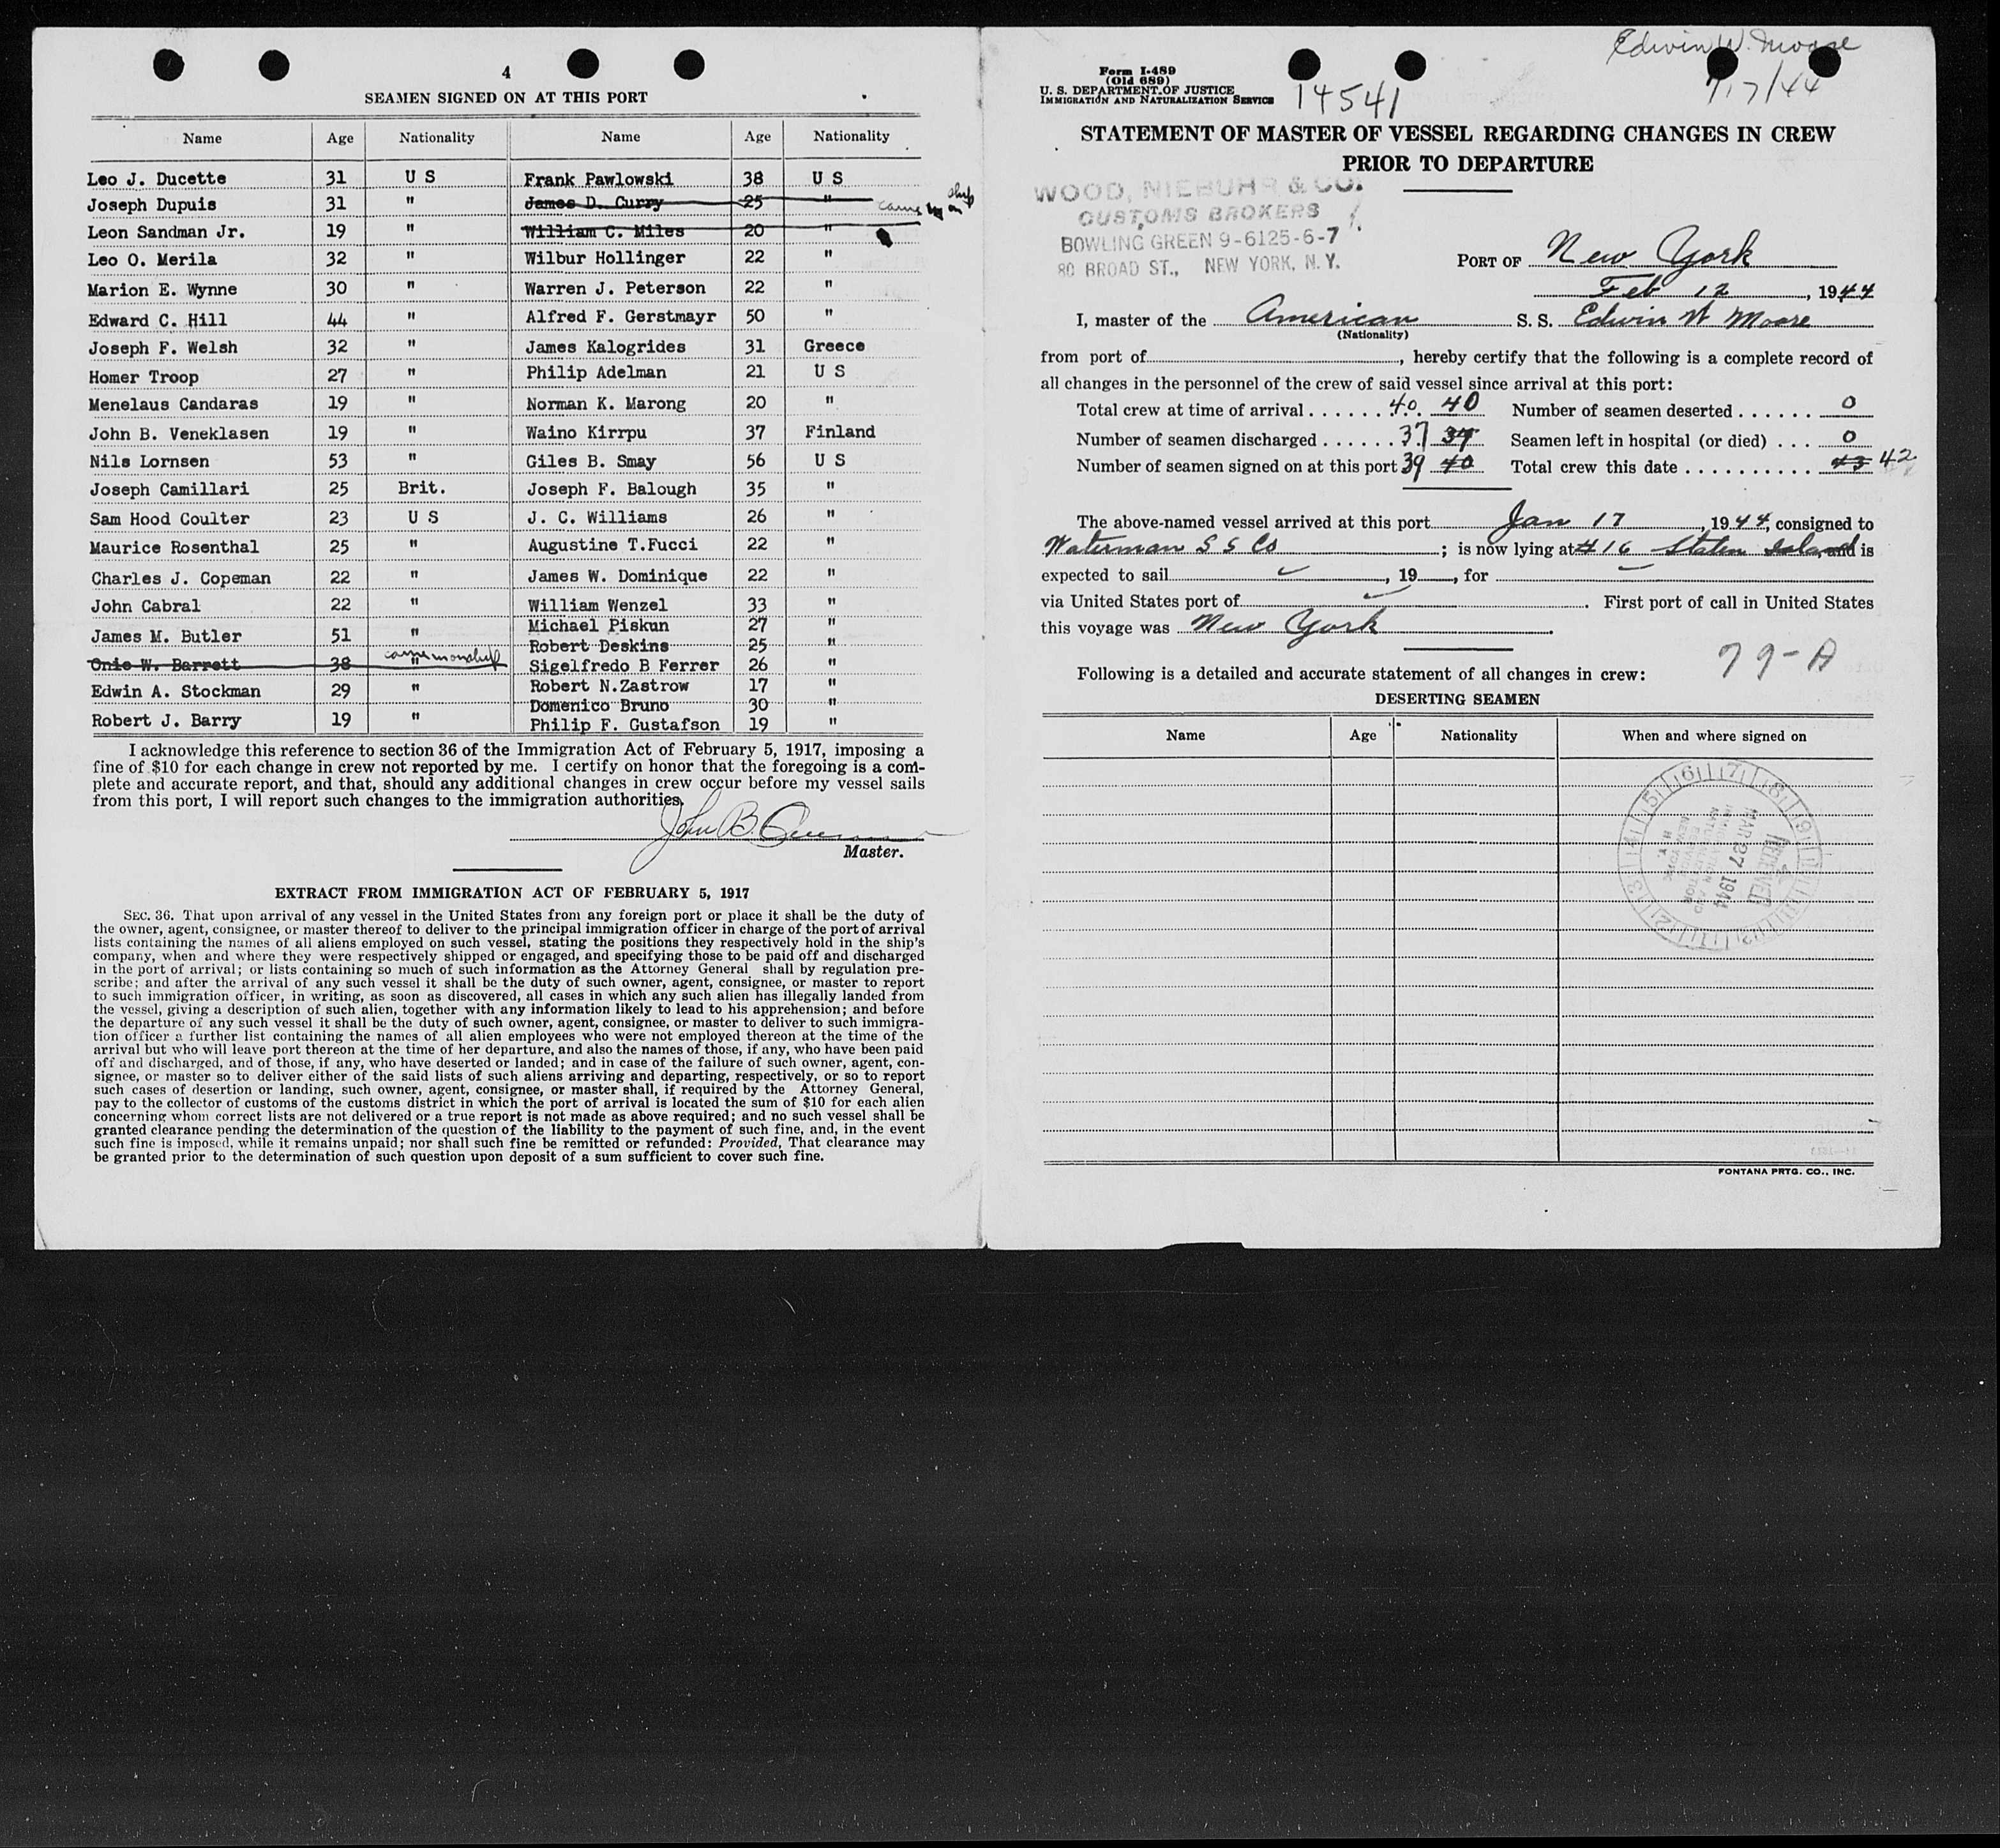 4
SEAMEN SIGNED ON AT THIS PORT
Name Age Nationality Name Age Nationality
Leo J. Ducette 31 U S Frank Pawlowski 38 U S
Joseph Dupuis 31 " James D. Curry 25 " came in on ship
Leon Sandman Jr. 19 " William C. Miles 20 "
Leo O. Merila 32 " Wilbur Hollinger 22 "
Marion E. Wynne 30 " Warren J. Peterson 22 "
Edward C. Hill 44 " Alfred F. Gerstmayr 50 "
Joseph F. Welsh 32 " James Kalogrides 31 Greece
Homer Troop 27 " Philip Adelman 21 U S
Menelaus Candaras 19 " Norman K. Marong 20 "
John B. Veneklasen 19 " Waino Kirrpu 37 Finland
Nils Lornsen 53 " Giles B. Smay 56 U S
Joseph Camillari 25 Brit. Joseph F. Balough 35 "
Sam Hood Coulter 23 U S J. C. Williams 26 "
Maurice Rosenthal 25 " Augustine T.Fucci 22 "
Charles J. Copeman 22 " James W. Dominique 22 "
John Cabral 22 " William Wenzel 33 "
Michael Piskun 27 "
James M. Butler 51 " Robert Deskins 25 "
Onie W. Barrett 38 " came in on ship Sigelfredo B Ferrer 26 "
Edwin A. Stockman 29 " Robert N.Zastrow 17 "
Domenico Bruno 30 "
Robert J. Barry 19 " Philip F. Gustafson 19 "
I acknowledge this reference to section 36 of the Immigration Act of February 5, 1917, imposing a
fine of $10 for each change in crew not reported by me. I certify on honor that the foregoing is a com-
plete and accurate report, and that, should any additional changes in crew occur before my vessel sails
from this port, I will report such changes to the immigration authorities.
John B.
Master.
EXTRACT FROM IMMIGRATION ACT OF FEBRUARY 5, 1917
SEC. 36. That upon arrival of any vessel in the United States from any foreign port or place it shall be the duty of
the owner, agent, consignee, or master thereof to deliver to the principal immigration officer in charge of the port of arrival
lists containing the names of all aliens employed on such vessel, stating the positions they respectively hold in the ship's
company, when and where they were respectively shipped or engaged, and specifying those to be paid off and discharged
in the port of arrival; or lists containing so much of such information as the Attorney General shall by regulation pre-
scribe; and after the arrival of any such vessel it shall be the duty of such owner, agent, consignee, or master to report
to such immigration officer, in writing, as soon as discovered, all cases in which any such alien has illegally landed from
the vessel, giving a description of such alien, together with any information likely to lead to his apprehension; and before
the departure of any such vessel it shall be the duty of such owner, agent, consignee, or master to deliver to such immigra-
tion officer a further list containing the names of all alien employees who were not employed thereon at the time of the
arrival but who will leave port thereon at the time of her departure, and also the names of those, if any, who have been paid
off and discharged, and of those, if any, who have deserted or landed; and in case of the failure of such owner, agent, con-
signee, or master so to deliver either of the said lists of such aliens arriving and departing, respectively, or so to report
such cases of desertion or landing, such owner, agent, consignee, or master shall, if required by the Attorney General,
pay to the collector of customs of the customs district in which the port of arrival is located the sum of $10 for each alien
concerning whom correct lists are not delivered or a true report is not made as above required; and no such vessel shall be
granted clearance pending the determination of the question of the liability to the payment of such fine, and, in the event
such fine is imposed, while it remains unpaid; nor shall such fine be remitted or refunded: Provided, That clearance may
be granted prior to the determination of such question upon deposit of a sum sufficient to cover such fine.
Edwin W. Moore
Form I-489
(Old 689)
U. S. DEPARTMENT OF JUSTICE
IMMIGRATION AND NATURALIZATION SERVICE
14541
STATEMENT OF MASTER OF VESSEL REGARDING CHANGES IN CREW
PRIOR TO DEPARTURE
WOOD, NIEBUHR & CO.
CUSTOMS BROKERS
BOWLING GREEN 9-6125-6-7
80 BROAD ST., NEW YORK, N. Y.
PORT OF New York
Feb 12, 1944
I, master of the American S. S. Edwin W Moore
(Nationality)
from port of , hereby certify that the following is a complete record of
all changes in the personnel of the crew of said vessel since arrival at this port:
Total crew at time of arrival . . . . . . 40 40 Number of seamen deserted . . . . . . 0
Number of seamen discharged . . . . . . 37 37 Seamen left in hospital (or died) . . . 0
Number of seamen signed on at this port 39 40 Total crew this date . . . . . . . . . . . 43 42
The above-named vessel arrived at this port Jan 17, 1944, consigned to
Waterman S S Co ; is now lying at #16 Staten Island, and is
expected to sail , 19 , for
via United States port of . First port of call in United States
this voyage was New York .
79-A
Following is a detailed and accurate statement of all changes in crew:
DESERTING SEAMEN
Name Age Nationality When and where signed on
RECEIVED
MAR 27 1944
FONTANA PRTG. CO., INC.